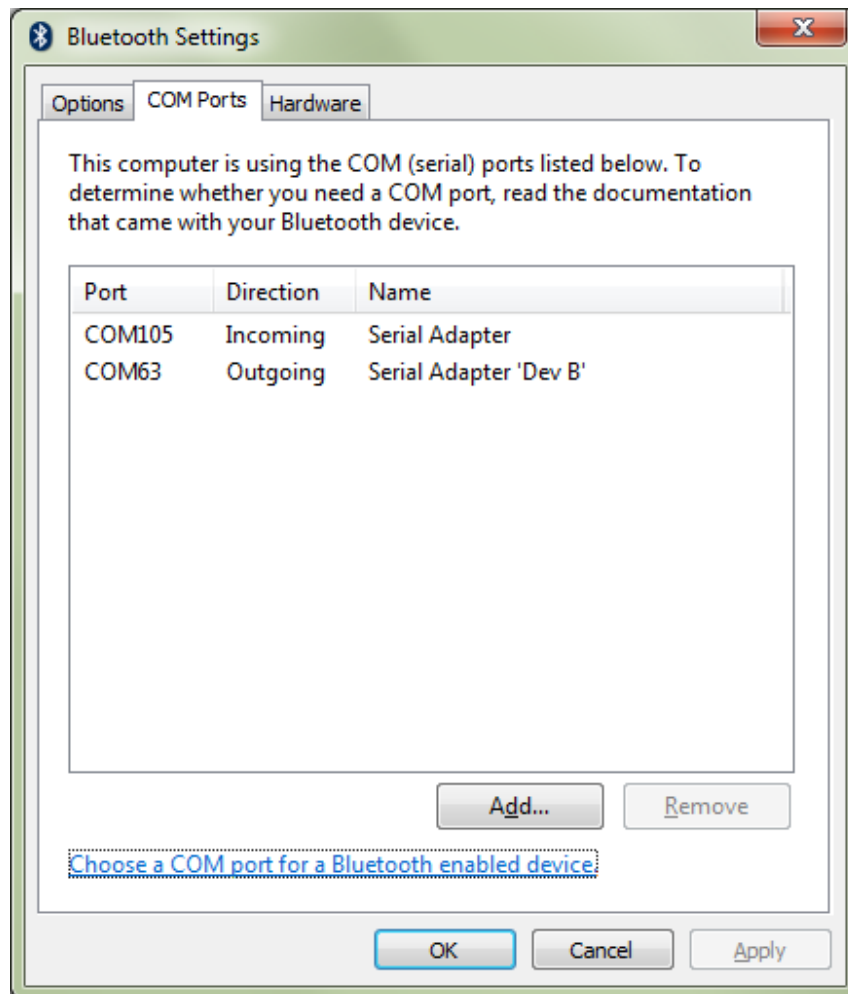 Bluetooth Settings
Options COM Ports Hardware
This computer is using the COM (serial) ports listed below. To
determine whether you need a COM port, read the documentation
that came with your Bluetooth device.
Port Direction Name
COM105 Incoming Serial Adapter
COM63 Outgoing Serial Adapter 'Dev B'
Add... Remove
Choose a COM port for a Bluetooth enabled device.
OK Cancel Apply